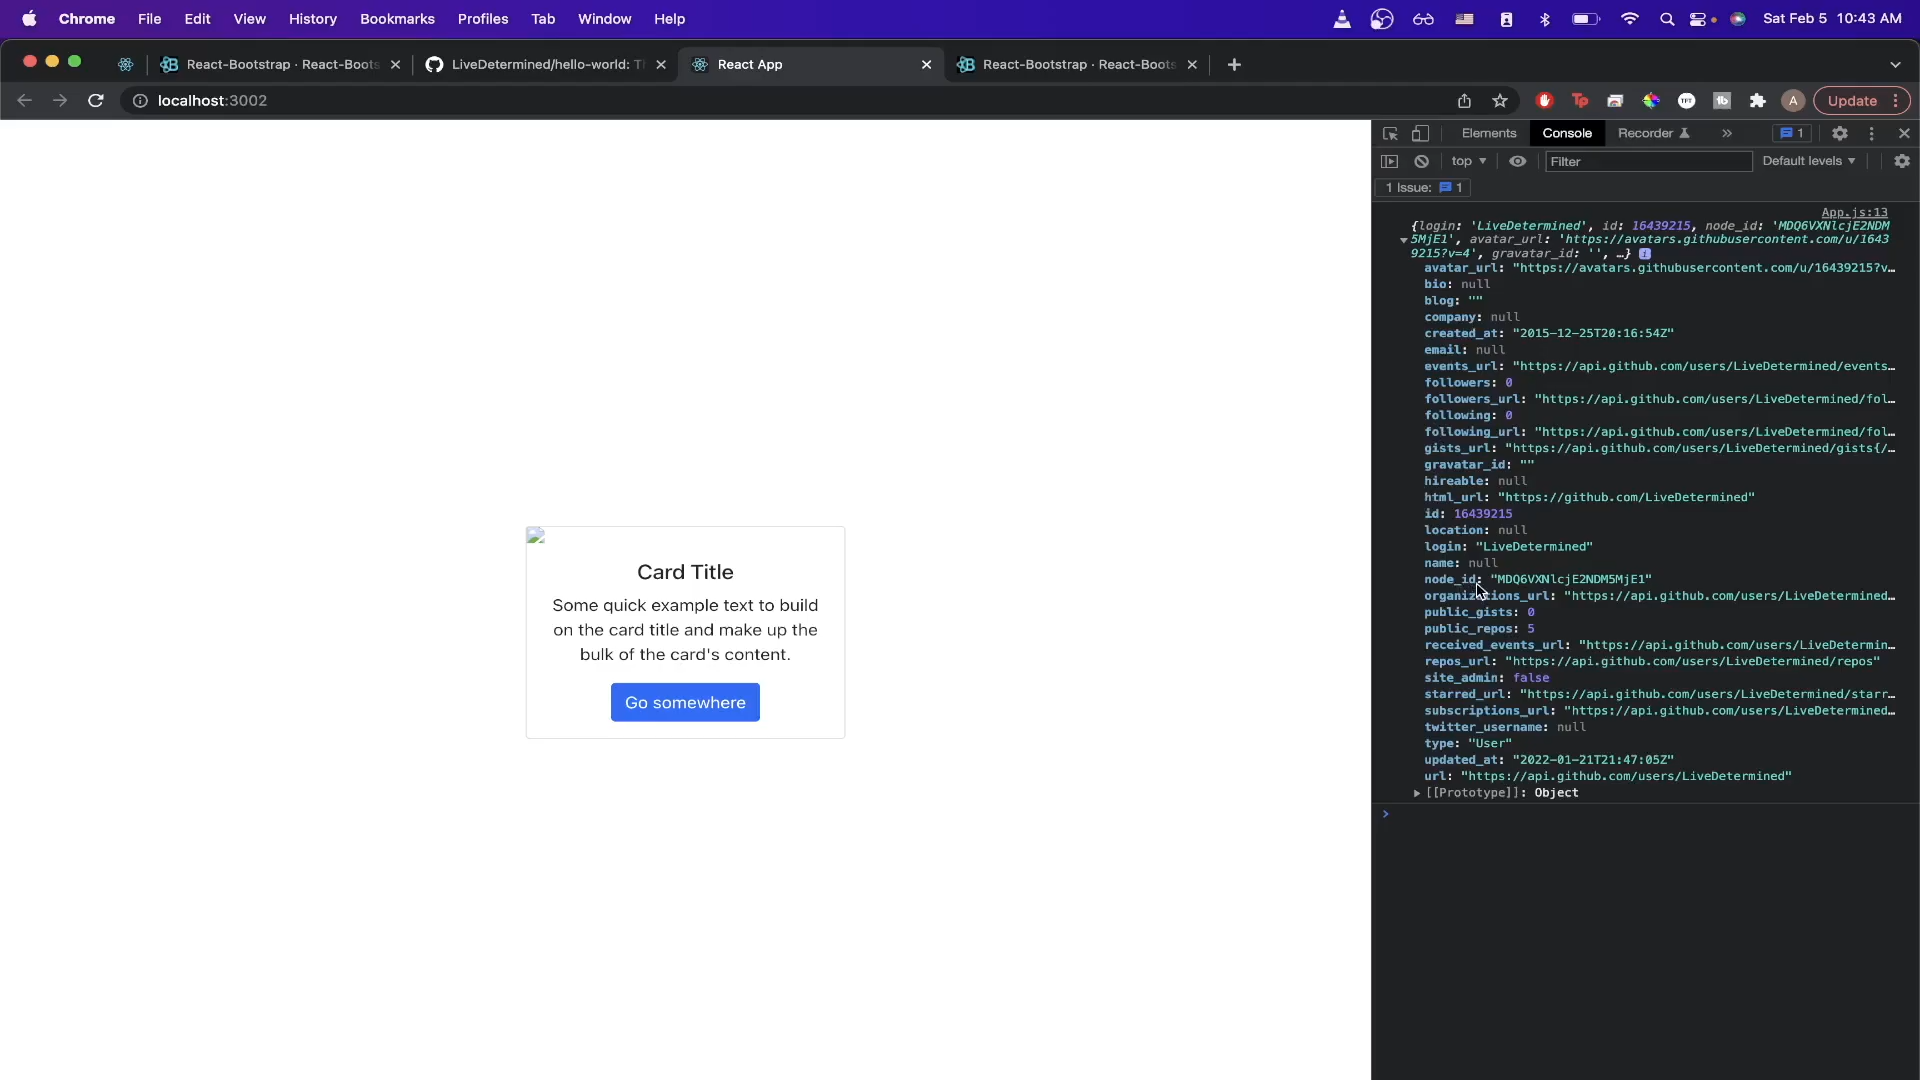 Chrome File Edit View History Bookmarks Profiles Tab Window Help Sat Feb 5 10:43 AM
React-Bootstrap · React-Boots LiveDetermined/hello-world: Th React App React-Bootstrap · React-Boots
localhost:3002 Tp TPT tb A Update
Elements Console Recorder 1
top Filter Default levels
1 Issue: 1
App.js:13
{login: 'LiveDetermined', id: 16439215, node_id: 'MDQ6VXNlcjE2NDM
5MjE1', avatar_url: 'https://avatars.githubusercontent.com/u/1643
9215?v=4', gravatar_id: '', …} i
avatar_url: "https://avatars.githubusercontent.com/u/16439215?v…
bio: null
blog: ""
company: null
created_at: "2015-12-25T20:16:54Z"
email: null
events_url: "https://api.github.com/users/LiveDetermined/events…
followers: 0
followers_url: "https://api.github.com/users/LiveDetermined/fol…
following: 0
following_url: "https://api.github.com/users/LiveDetermined/fol…
gists_url: "https://api.github.com/users/LiveDetermined/gists{/…
gravatar_id: ""
hireable: null
html_url: "https://github.com/LiveDetermined"
id: 16439215
location: null
login: "LiveDetermined"
name: null
node_id: "MDQ6VXNlcjE2NDM5MjE1"
organizations_url: "https://api.github.com/users/LiveDetermined…
public_gists: 0
public_repos: 5
received_events_url: "https://api.github.com/users/LiveDetermin…
repos_url: "https://api.github.com/users/LiveDetermined/repos"
site_admin: false
starred_url: "https://api.github.com/users/LiveDetermined/starr…
subscriptions_url: "https://api.github.com/users/LiveDetermined…
twitter_username: null
type: "User"
updated_at: "2022-01-21T21:47:05Z"
url: "https://api.github.com/users/LiveDetermined"
[[Prototype]]: Object
Card Title
Some quick example text to build
on the card title and make up the
bulk of the card's content.
Go somewhere